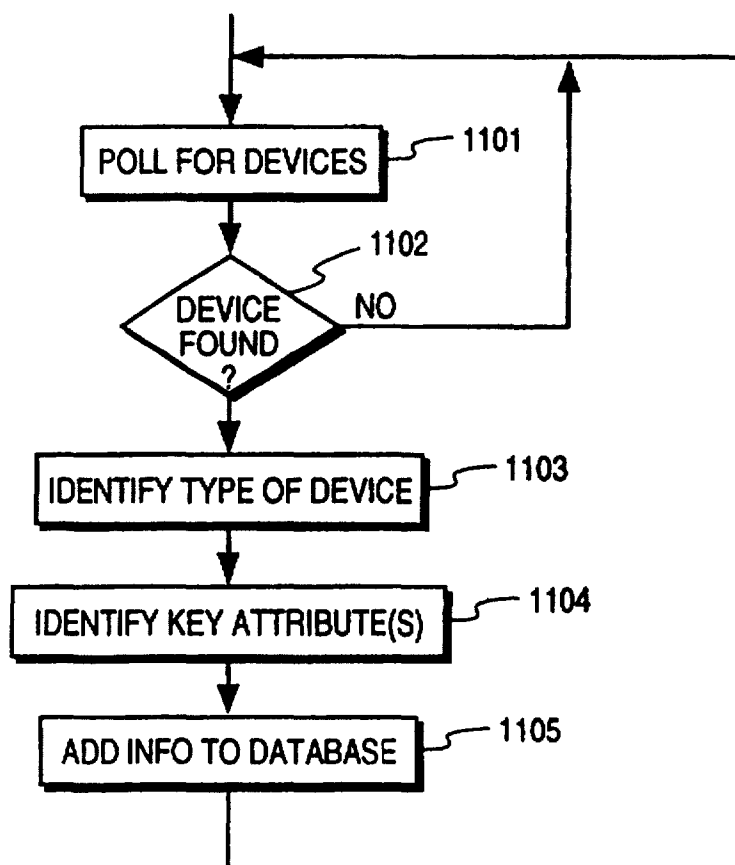 POLL FOR DEVICES
1101
1102
DEVICE
FOUND
?
NO
IDENTIFY TYPE OF DEVICE
1103
IDENTIFY KEY ATTRIBUTE(S)
1104
ADD INFO TO DATABASE
1105